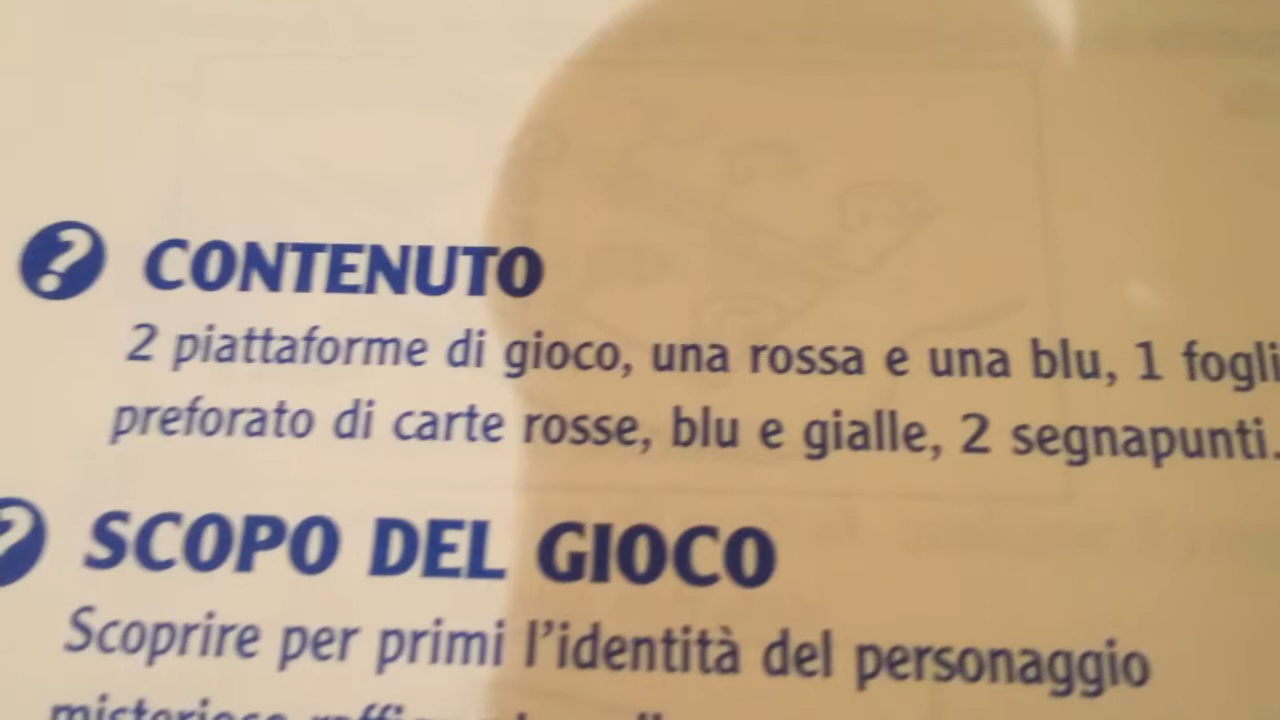 CONTENUTO
2 piattaforme di gioco, una rossa e una blu, 1 fogli
preforato di carte rosse, blu e gialle, 2 segnapunti.
SCOPO DEL GIOCO
Scoprire per primi l'identità del personaggio